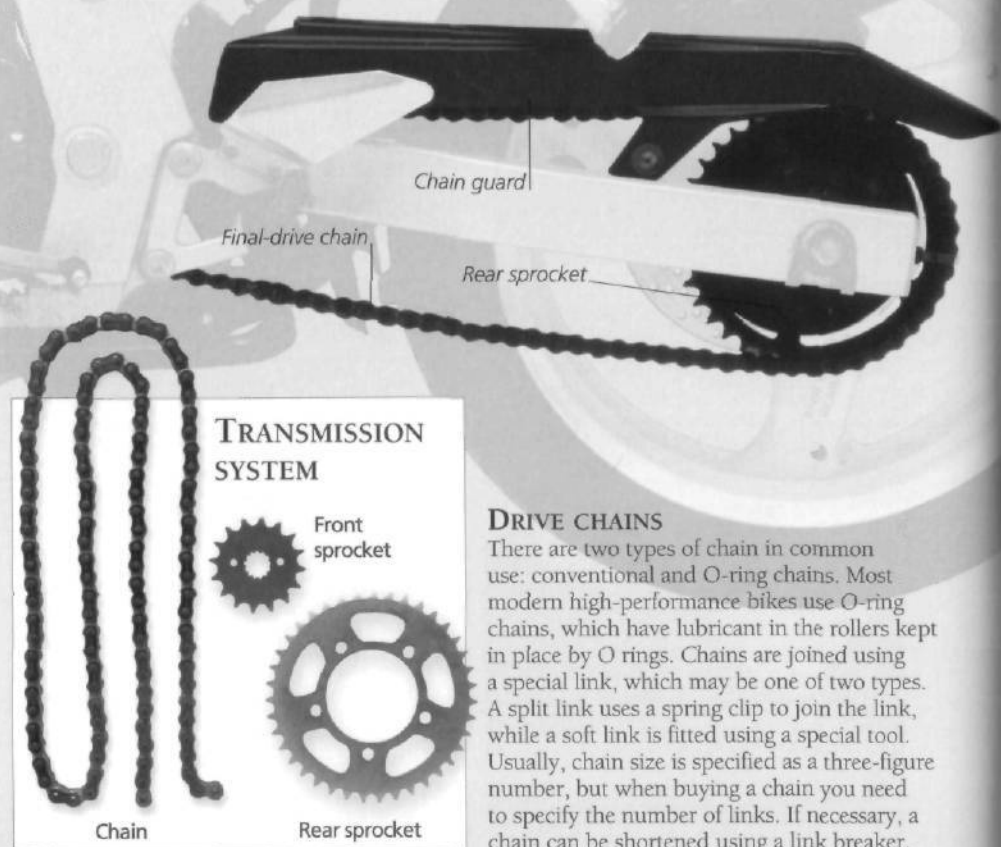 Chain guard
Final-drive chain
Rear sprocket
TRANSMISSION
SYSTEM
Front
sprocket
Chain
Rear sprocket
DRIVE CHAINS
There are two types of chain in common
use: conventional and O-ring chains. Most
modern high-performance bikes use O-ring
chains, which have lubricant in the rollers kept
in place by O rings. Chains are joined using
a special link, which may be one of two types.
A split link uses a spring clip to join the link,
while a soft link is fitted using a special tool.
Usually, chain size is specified as a three-figure
number, but when buying a chain you need
to specify the number of links. If necessary, a
chain can be shortened using a link breaker.